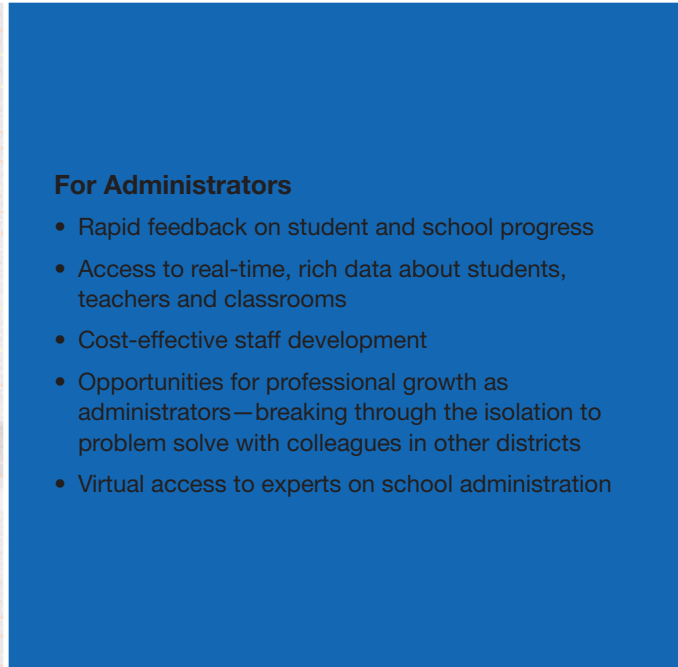 For Administrators
• Rapid feedback on student and school progress
• Access to real-time, rich data about students,
teachers and classrooms
• Cost-effective staff development
• Opportunities for professional growth as
administrators—breaking through the isolation to
problem solve with colleagues in other districts
• Virtual access to experts on school administration